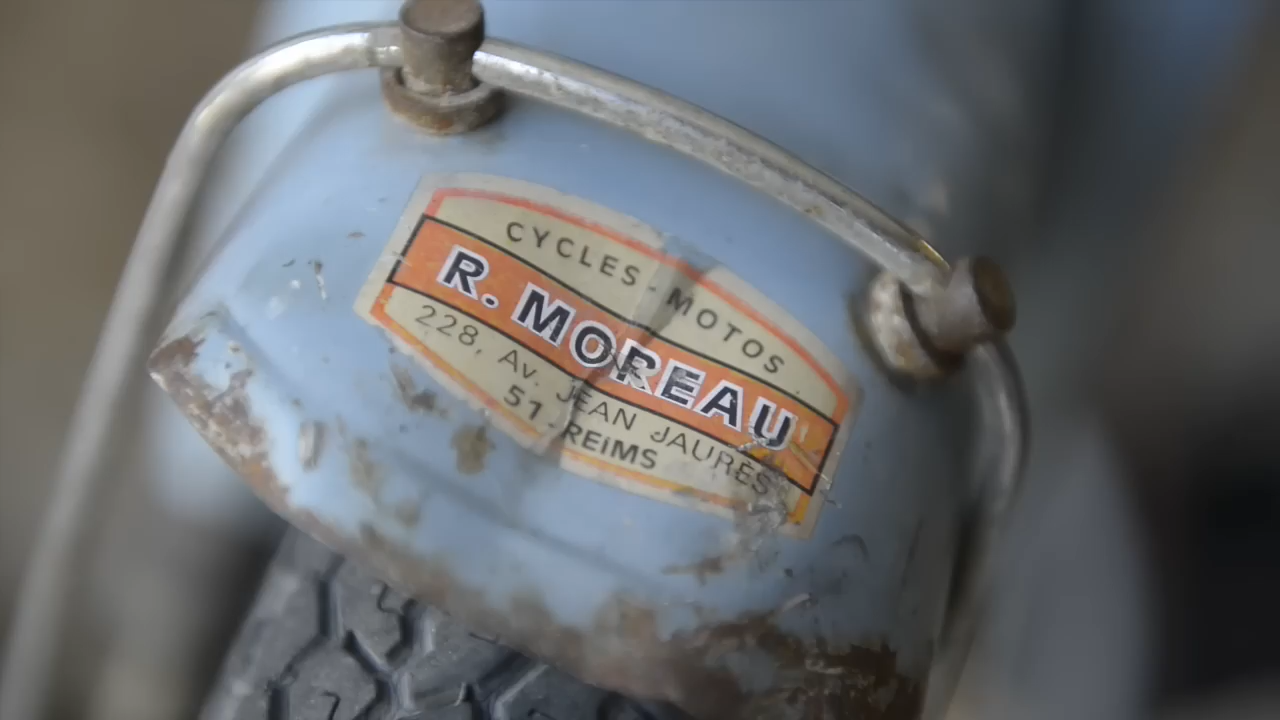 CYCLES - MOTOS
R. MOREAU
228, Av. JEAN JAURES
51 - REIMS